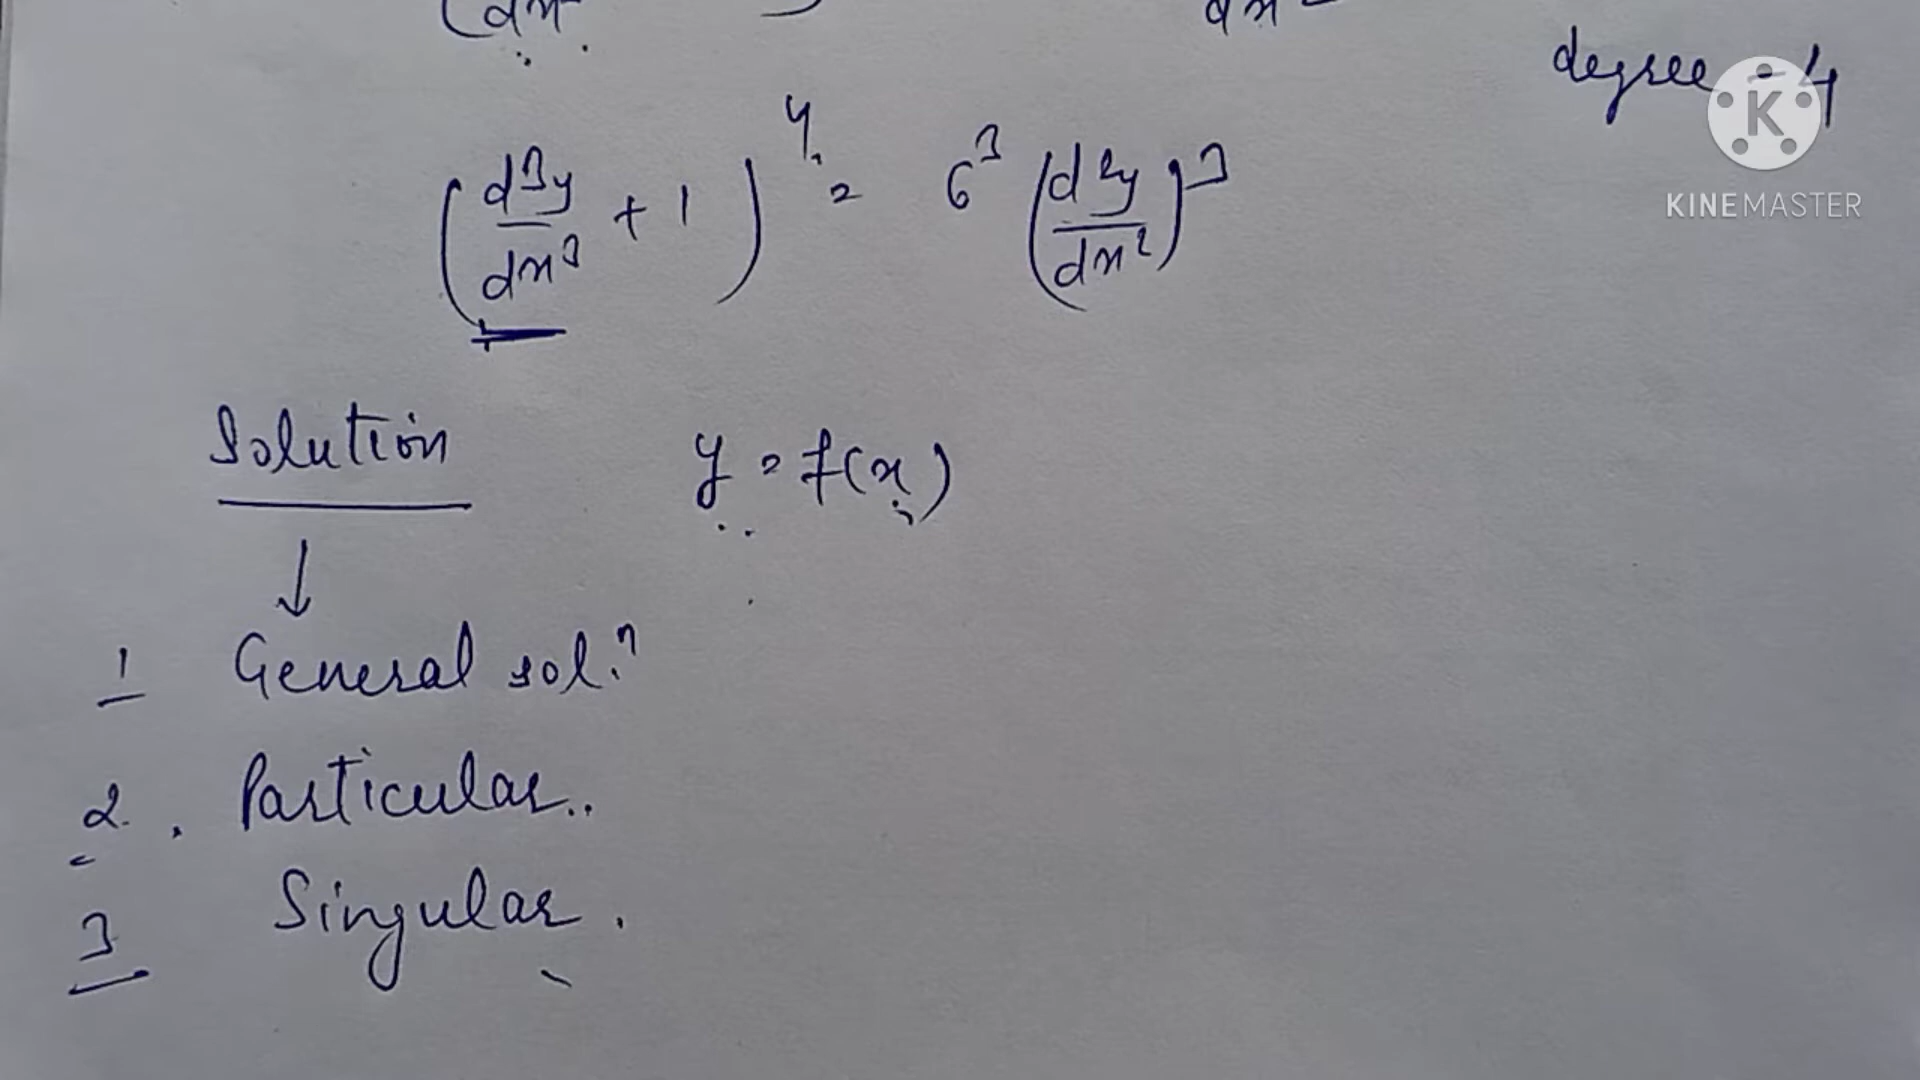 degree = 4
(d³y/dx³ + 1)⁴ = 6³ (d²y/dx²)³
K
KINEMASTER
Solution y = f(x)
↓
1 General sol.ⁿ
2. Particular..
3 Singular.